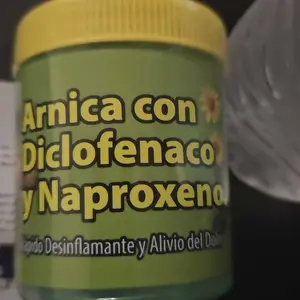 Arnica con
Diclofenaco
y Naproxeno
Desinflamante y Alivio del